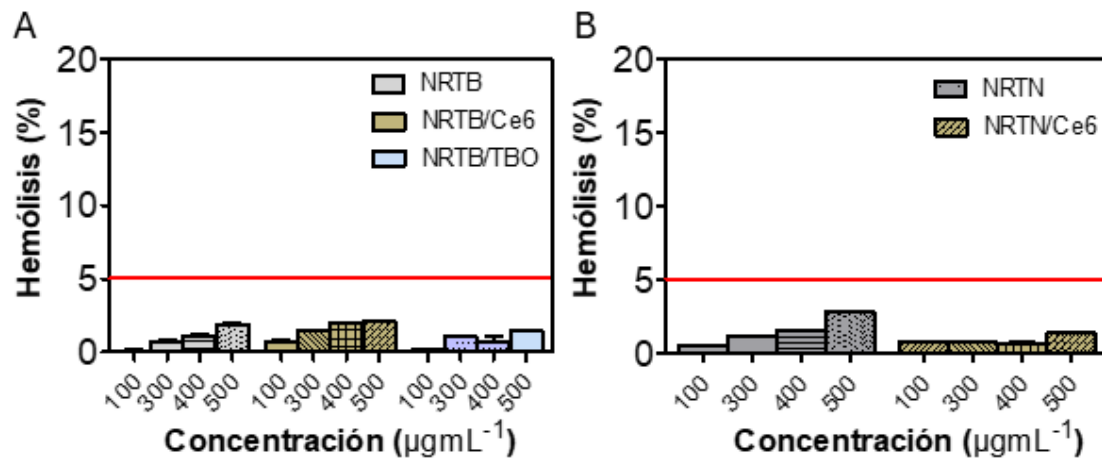 A
20
15
10
5
0
Hemólisis (%)
NRTB
NRTB/Ce6
NRTB/TBO
100 300 400 500 100 300 400 500 100 300 400 500
Concentración (µgmL⁻¹)
B
20
15
10
5
0
Hemólisis (%)
NRTN
NRTN/Ce6
100 300 400 500 100 300 400 500
Concentración (µgmL⁻¹)